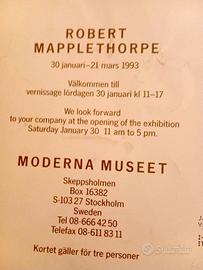 ROBERT
MAPPLETHORPE
30 januari–21 mars 1993
Välkommen till
vernissage lördagen 30 januari kl 11–17
We look forward
to your company at the opening of the exhibition
Saturday January 30 11 am to 5 pm.
MODERNA MUSEET
Skeppsholmen
Box 16382
S-103 27 Stockholm
Sweden
Tel 08-666 42 50
Telefax 08-611 83 11
Kortet gäller för tre personer
subito